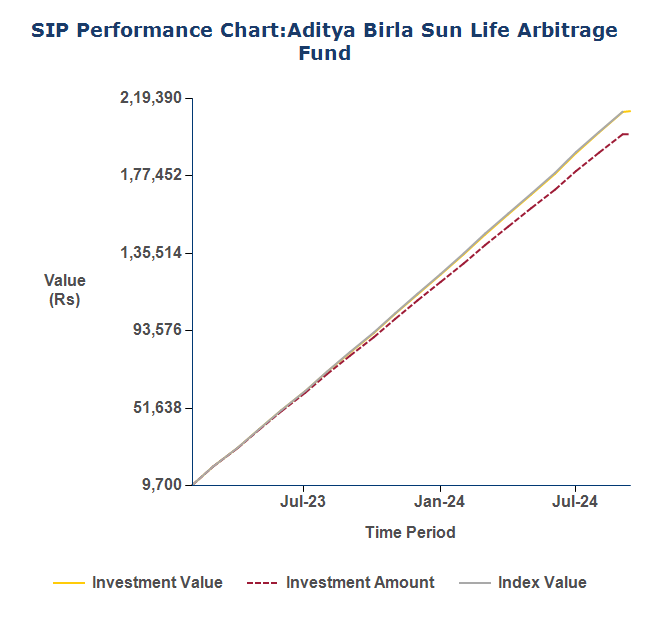 SIP Performance Chart:Aditya Birla Sun Life Arbitrage
Fund
2,19,390
1,77,452
1,35,514
Value
(Rs)
93,576
51,638
9,700
Jul-23 Jan-24 Jul-24
Time Period
Investment Value Investment Amount Index Value